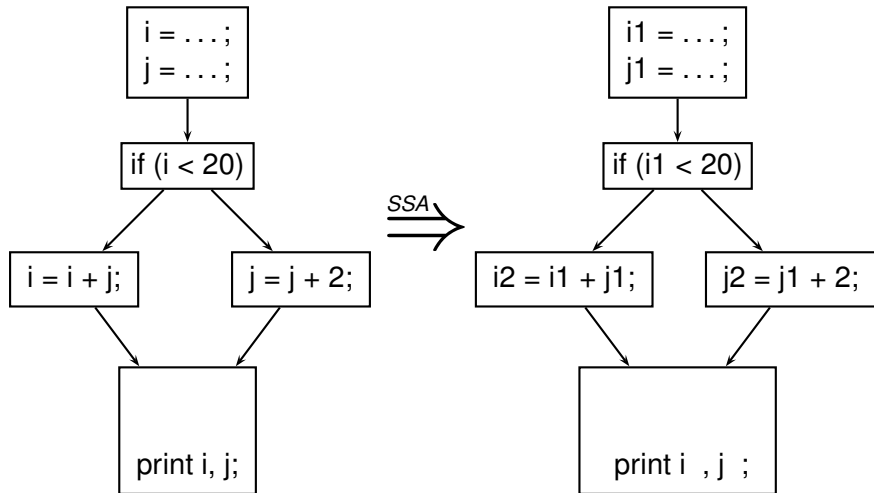 i = . . . ;
j = . . . ;
if (i < 20)
i = i + j;
j = j + 2;
print i, j;
SSA
i1 = . . . ;
j1 = . . . ;
if (i1 < 20)
i2 = i1 + j1;
j2 = j1 + 2;
print i , j ;